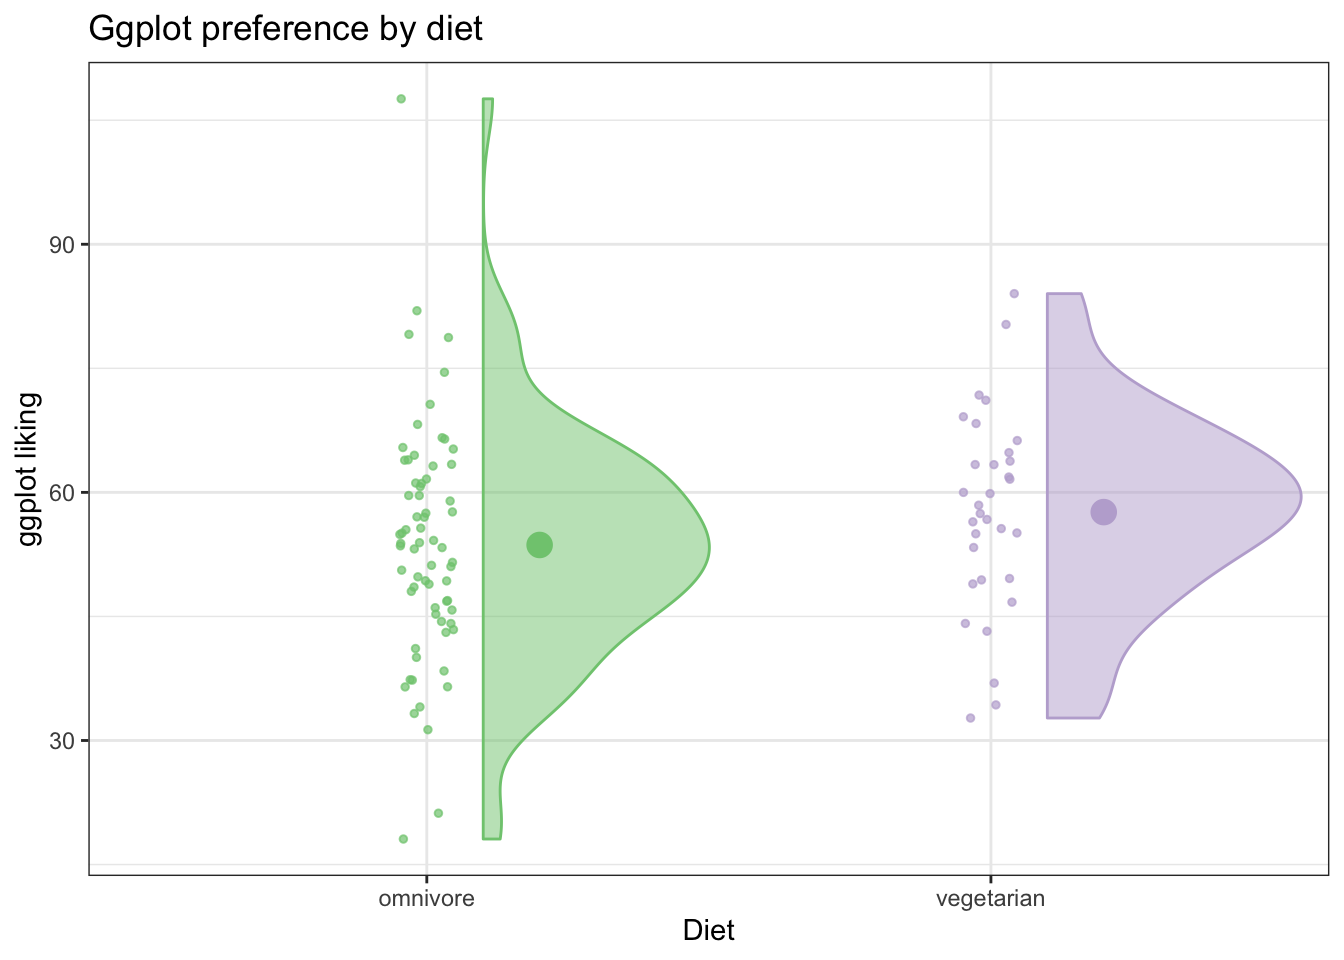 Ggplot preference by diet
ggplot liking
90
60
30
omnivore
vegetarian
Diet